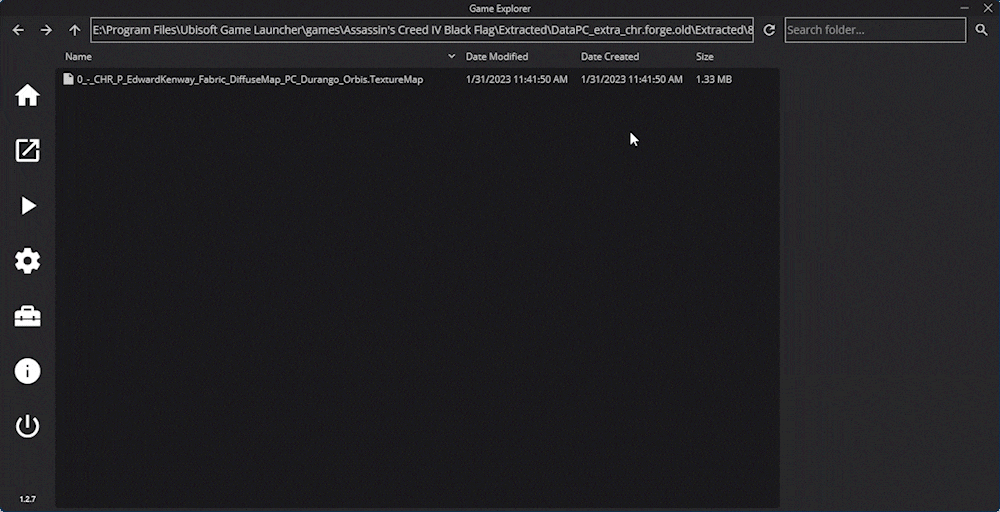 Game Explorer
E:\Program Files\Ubisoft Game Launcher\games\Assassin's Creed IV Black Flag\Extracted\DataPC_extra_chr.forge.old\Extracted\8
Search folder...
Name Date Modified Date Created Size
0_-_CHR_P_EdwardKenway_Fabric_DiffuseMap_PC_Durango_Orbis.TextureMap 1/31/2023 11:41:50 AM 1/31/2023 11:41:50 AM 1.33 MB
1.2.7